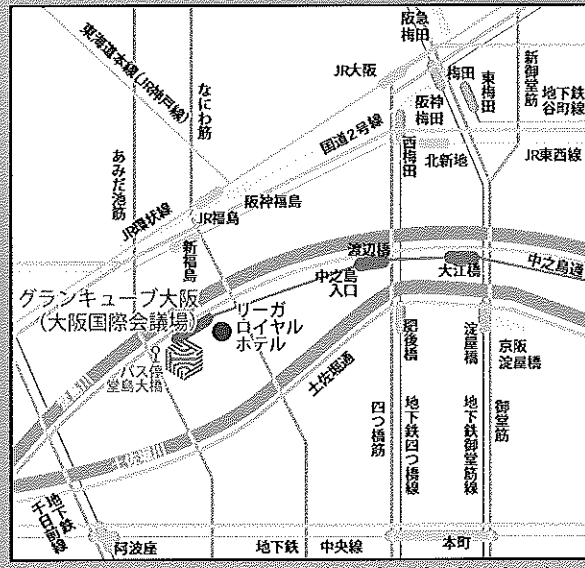 阪急
梅田
東海道本線(JR神戸線)
なにわ筋
JR大阪
梅田
東梅田
新御堂筋
地下鉄
谷町線
阪神
梅田
国道2号線
西梅田
北新地
JR東西線
あみだ池筋
阪神福島
JR環状線
JR福島
新福島
渡辺橋
大江橋
中之島通
中之島
入口
グランキューブ大阪
(大阪国際会議場)
リーガ
ロイヤル
ホテル
バス停
堂島大橋
肥後橋
淀屋橋
京阪
淀屋橋
土佐堀通
四つ橋筋
地下鉄四つ橋線
地下鉄御堂筋線
御堂筋
地下鉄
千日前線
阿波座
地下鉄
中央線
本町